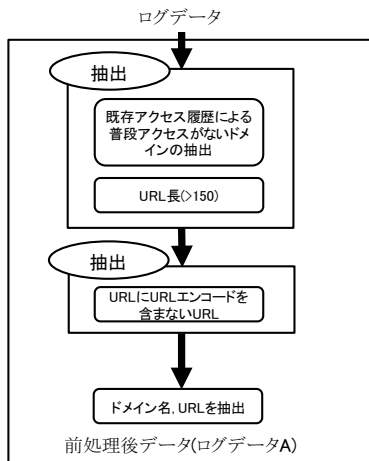 ログデータ
抽出
既存アクセス履歴による
普段アクセスがないドメ
インの抽出
URL長(>150)
抽出
URLにURLエンコードを
含まないURL
ドメイン名, URLを抽出
前処理後データ(ログデータA)